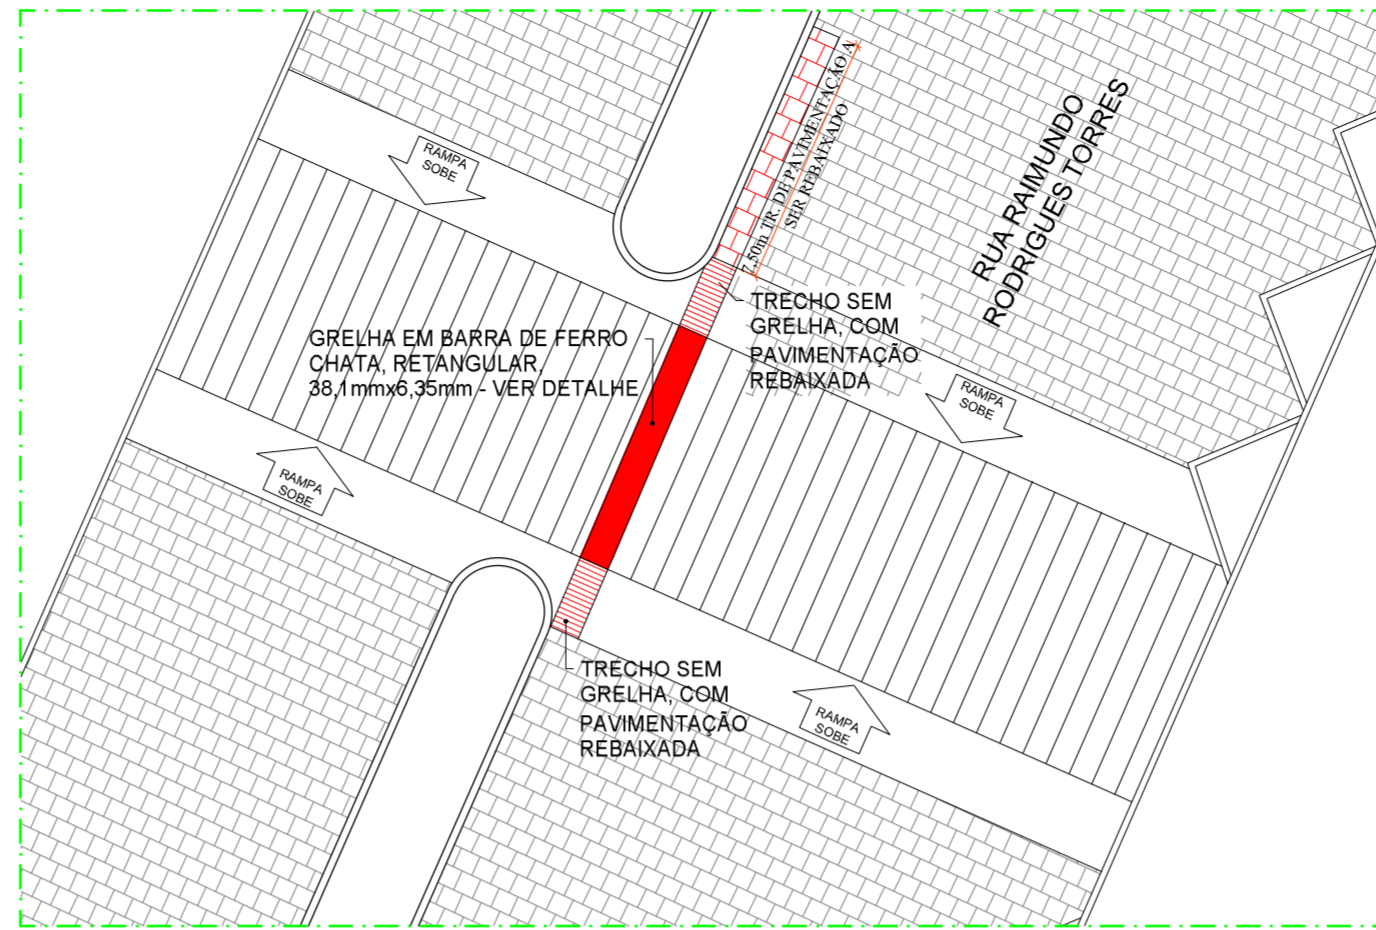 RAMPA
SOBE
7,50m TR. DE PAVIMENTAÇÃO A
SER REBAIXADO
RUA RAIMUNDO
RODRIGUES TORRES
TRECHO SEM
GRELHA, COM
PAVIMENTAÇÃO
REBAIXADA
GRELHA EM BARRA DE FERRO
CHATA, RETANGULAR,
38,1mmx6,35mm - VER DETALHE
RAMPA
SOBE
RAMPA
SOBE
TRECHO SEM
GRELHA, COM
PAVIMENTAÇÃO
REBAIXADA
RAMPA
SOBE